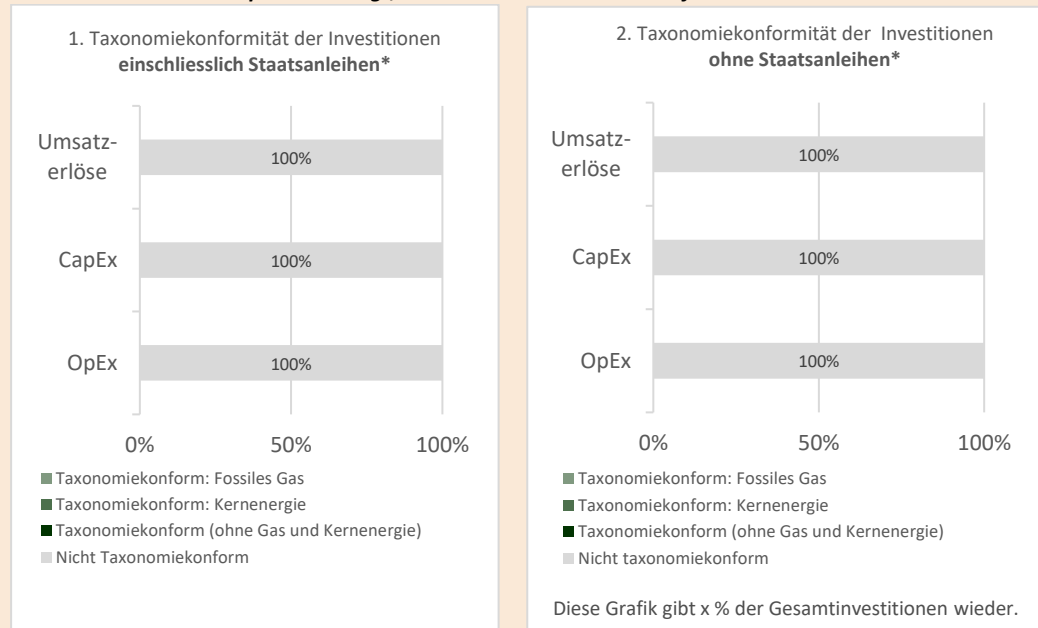 1. Taxonomiekonformität der Investitionen
einschliesslich Staatsanleihen*
Umsatz-
erlöse
100%
CapEx
100%
OpEx
100%
0%
50%
100%
Taxonomiekonform: Fossiles Gas
Taxonomiekonform: Kernenergie
Taxonomiekonform (ohne Gas und Kernenergie)
Nicht Taxonomiekonform
2. Taxonomiekonformität der Investitionen
ohne Staatsanleihen*
Umsatz-
erlöse
100%
CapEx
100%
OpEx
100%
0%
50%
100%
Taxonomiekonform: Fossiles Gas
Taxonomiekonform: Kernenergie
Taxonomiekonform (ohne Gas und Kernenergie)
Nicht taxonomiekonform
Diese Grafik gibt x % der Gesamtinvestitionen wieder.